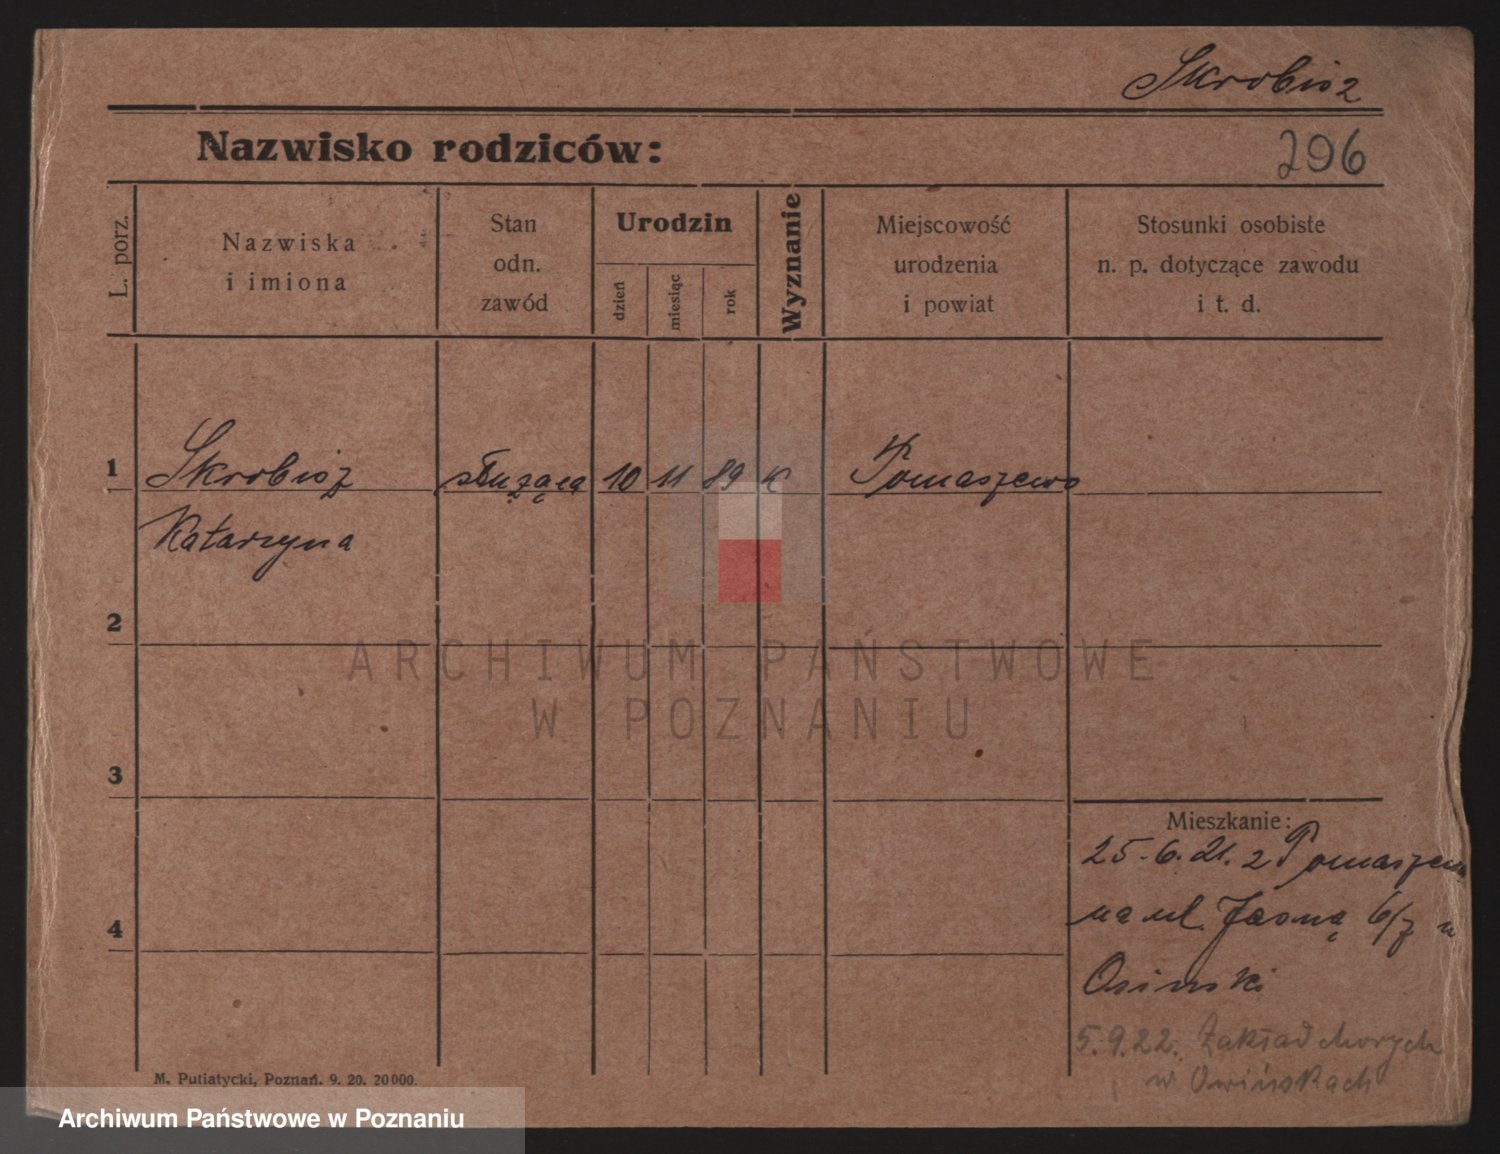 Skrobisz
Nazwisko rodziców:
296
L. porz.
Nazwiska
i imiona
Stan
odn.
zawód
Urodzin
dzień
miesiąc
rok
Wyznanie
Miejscowość
urodzenia
i powiat
Stosunki osobiste
n. p. dotyczące zawodu
i t. d.
1
Skrobisz służąca 10 11 89 K Tomaszewo
Katarzyna
2
ARCHIWUM PAŃSTWOWE
W POZNANIU
3
Mieszkanie:
25.6.21. z Tomaszewa
4
na ul. Jasną 6/7 u
Osinski
5.9.22. Zakład chorych
w Owińskach
M. Putiatycki, Poznań. 9. 20. 20000.
Archiwum Państwowe w Poznaniu